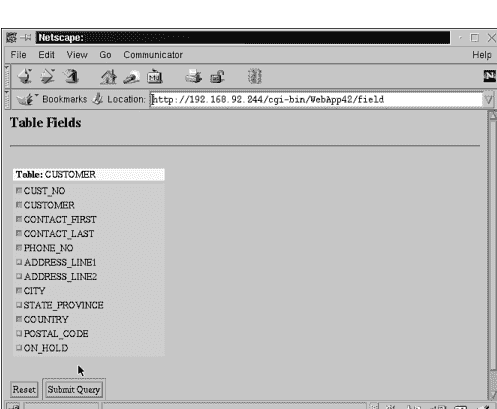 Netscape:
File Edit View Go Communicator Help
Bookmarks Location: http://192.168.92.244/cgi-bin/WebApp42/field
Table Fields
Table: CUSTOMER
CUST_NO
CUSTOMER
CONTACT_FIRST
CONTACT_LAST
PHONE_NO
ADDRESS_LINE1
ADDRESS_LINE2
CITY
STATE_PROVINCE
COUNTRY
POSTAL_CODE
ON_HOLD
Reset Submit Query